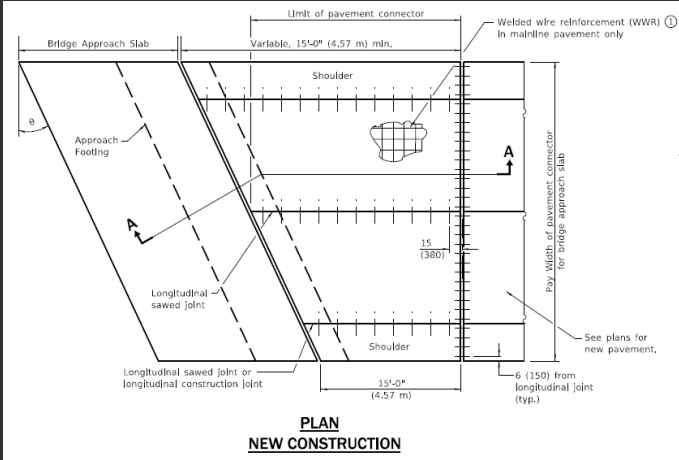 Limit of pavement connector
Welded wire reinforcement (WWR) ①
in mainline pavement only
Bridge Approach Slab
Variable, 15'-0" (4.57 m) min.
Shoulder
θ
Approach
Footing
A
A
Pay Width of pavement connector
for bridge approach slab
15
(380)
Longitudinal
sawed joint
See plans for
new pavement.
Shoulder
Longitudinal sawed joint or
longitudinal construction joint
15'-0"
(4.57 m)
6 (150) from
longitudinal joint
(typ.)
PLAN
NEW CONSTRUCTION